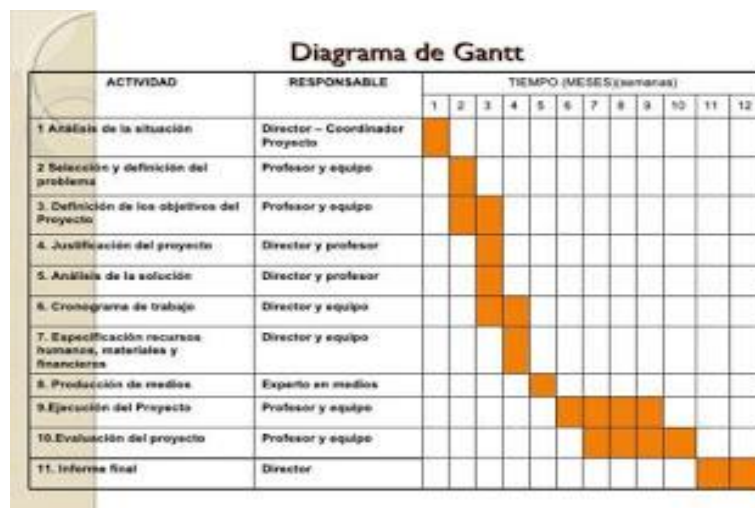 Diagrama de Gantt
ACTIVIDAD RESPONSABLE TIEMPO (MESES)(semanas)
1 2 3 4 5 6 7 8 9 10 11 12
1 Análisis de la situación Director – Coordinador
Proyecto
2 Selección y definición del Profesor y equipo
problema
3. Definición de los objetivos del Profesor y equipo
Proyecto
4. Justificación del proyecto Director y profesor
5. Análisis de la solución Director y profesor
6. Cronograma de trabajo Director y equipo
7. Especificación recursos Director y equipo
humanos, materiales y
financieros
8. Producción de medios Experto en medios
9.Ejecución del Proyecto Profesor y equipo
10.Evaluación del proyecto Profesor y equipo
11. Informe final Director